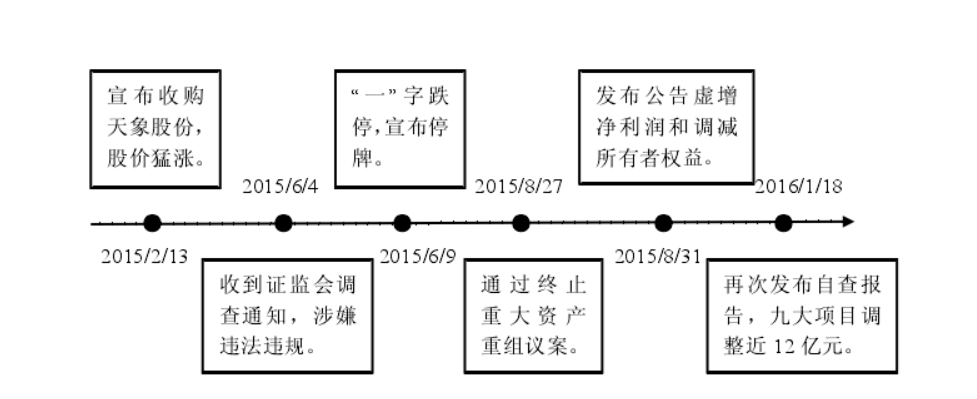 宣布收购
天象股份，
股价猛涨。
“一”字跌
停，宣布停
牌。
发布公告虚增
净利润和调减
所有者权益。
2015/6/4
2015/8/27
2016/1/18
2015/2/13
2015/6/9
2015/8/31
收到证监会调
查通知，涉嫌
违法违规。
通过终止
重大资产
重组议案。
再次发布自查报
告，九大项目调
整近 12 亿元。